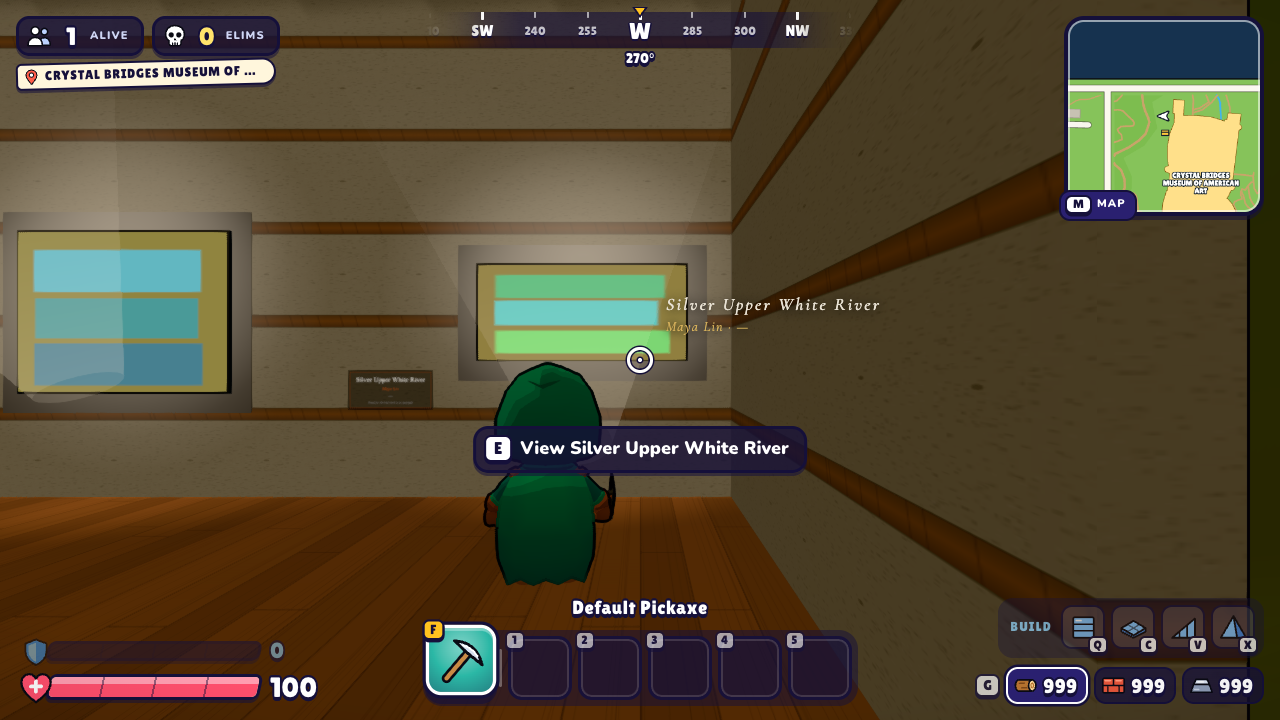 1 ALIVE
0 ELIMS
CRYSTAL BRIDGES MUSEUM OF ...
SW 240 255 W 285 300 NW
270°
CRYSTAL BRIDGES
MUSEUM OF AMERICAN
ART
M MAP
Silver Upper White River
Maya Lin · —
Silver Upper White River
E View Silver Upper White River
Default Pickaxe
F 1 2 3 4 5
BUILD Q C V X
0
100
G 999 999 999